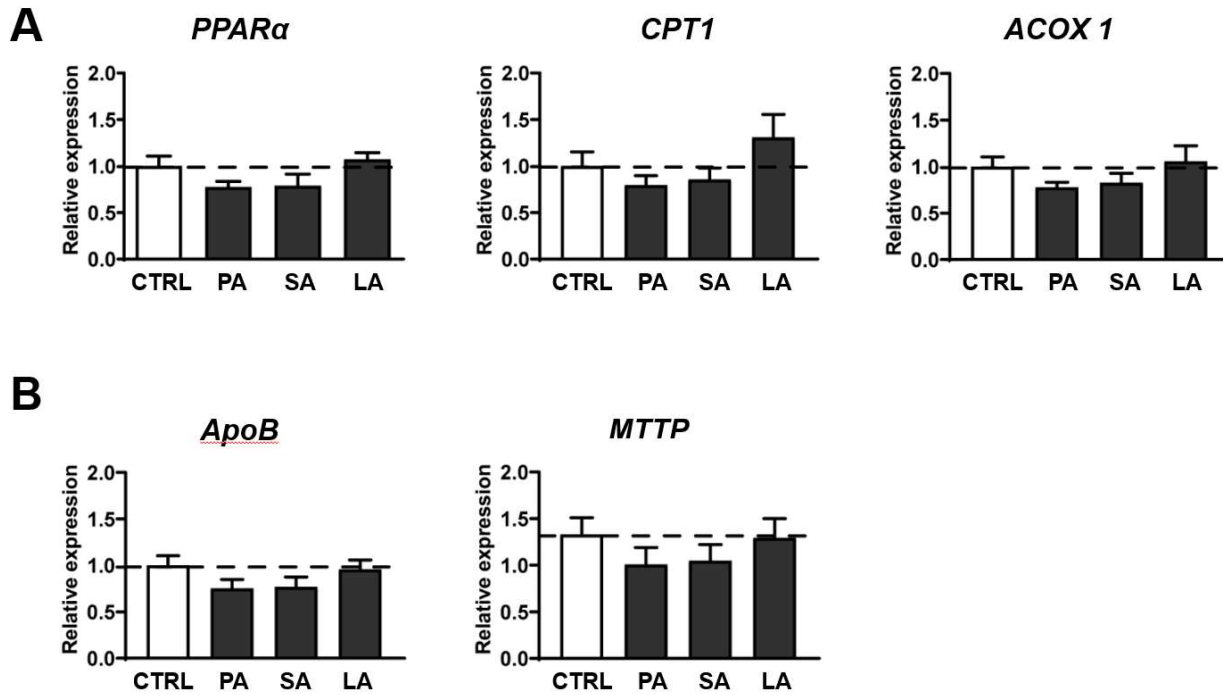 A
PPARα
CPT1
ACOX 1
Relative expression
2.0
1.5
1.0
0.5
0.0
CTRL PA SA LA
Relative expression
2.0
1.5
1.0
0.5
0.0
CTRL PA SA LA
Relative expression
2.0
1.5
1.0
0.5
0.0
CTRL PA SA LA
B
ApoB
MTTP
Relative expression
2.0
1.5
1.0
0.5
0.0
CTRL PA SA LA
Relative expression
2.0
1.5
1.0
0.5
0.0
CTRL PA SA LA